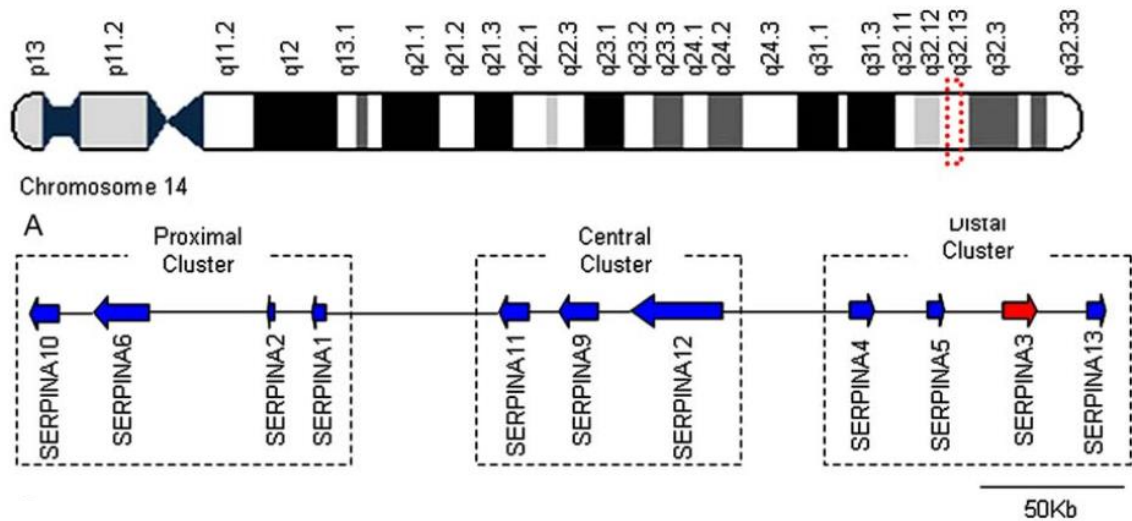 p13
p11.2
q11.2
q12
q13.1
q21.1
q21.2
q21.3
q22.1
q22.3
q23.1
q23.2
q23.3
q24.1
q24.2
q24.3
q31.1
q31.3
q32.11
q32.12
q32.13
q32.3
q32.33
Chromosome 14
A
Proximal
Cluster
Central
Cluster
Distal
Cluster
SERPINA10
SERPINA6
SERPINA2
SERPINA1
SERPINA11
SERPINA9
SERPINA12
SERPINA4
SERPINA5
SERPINA3
SERPINA13
50Kb